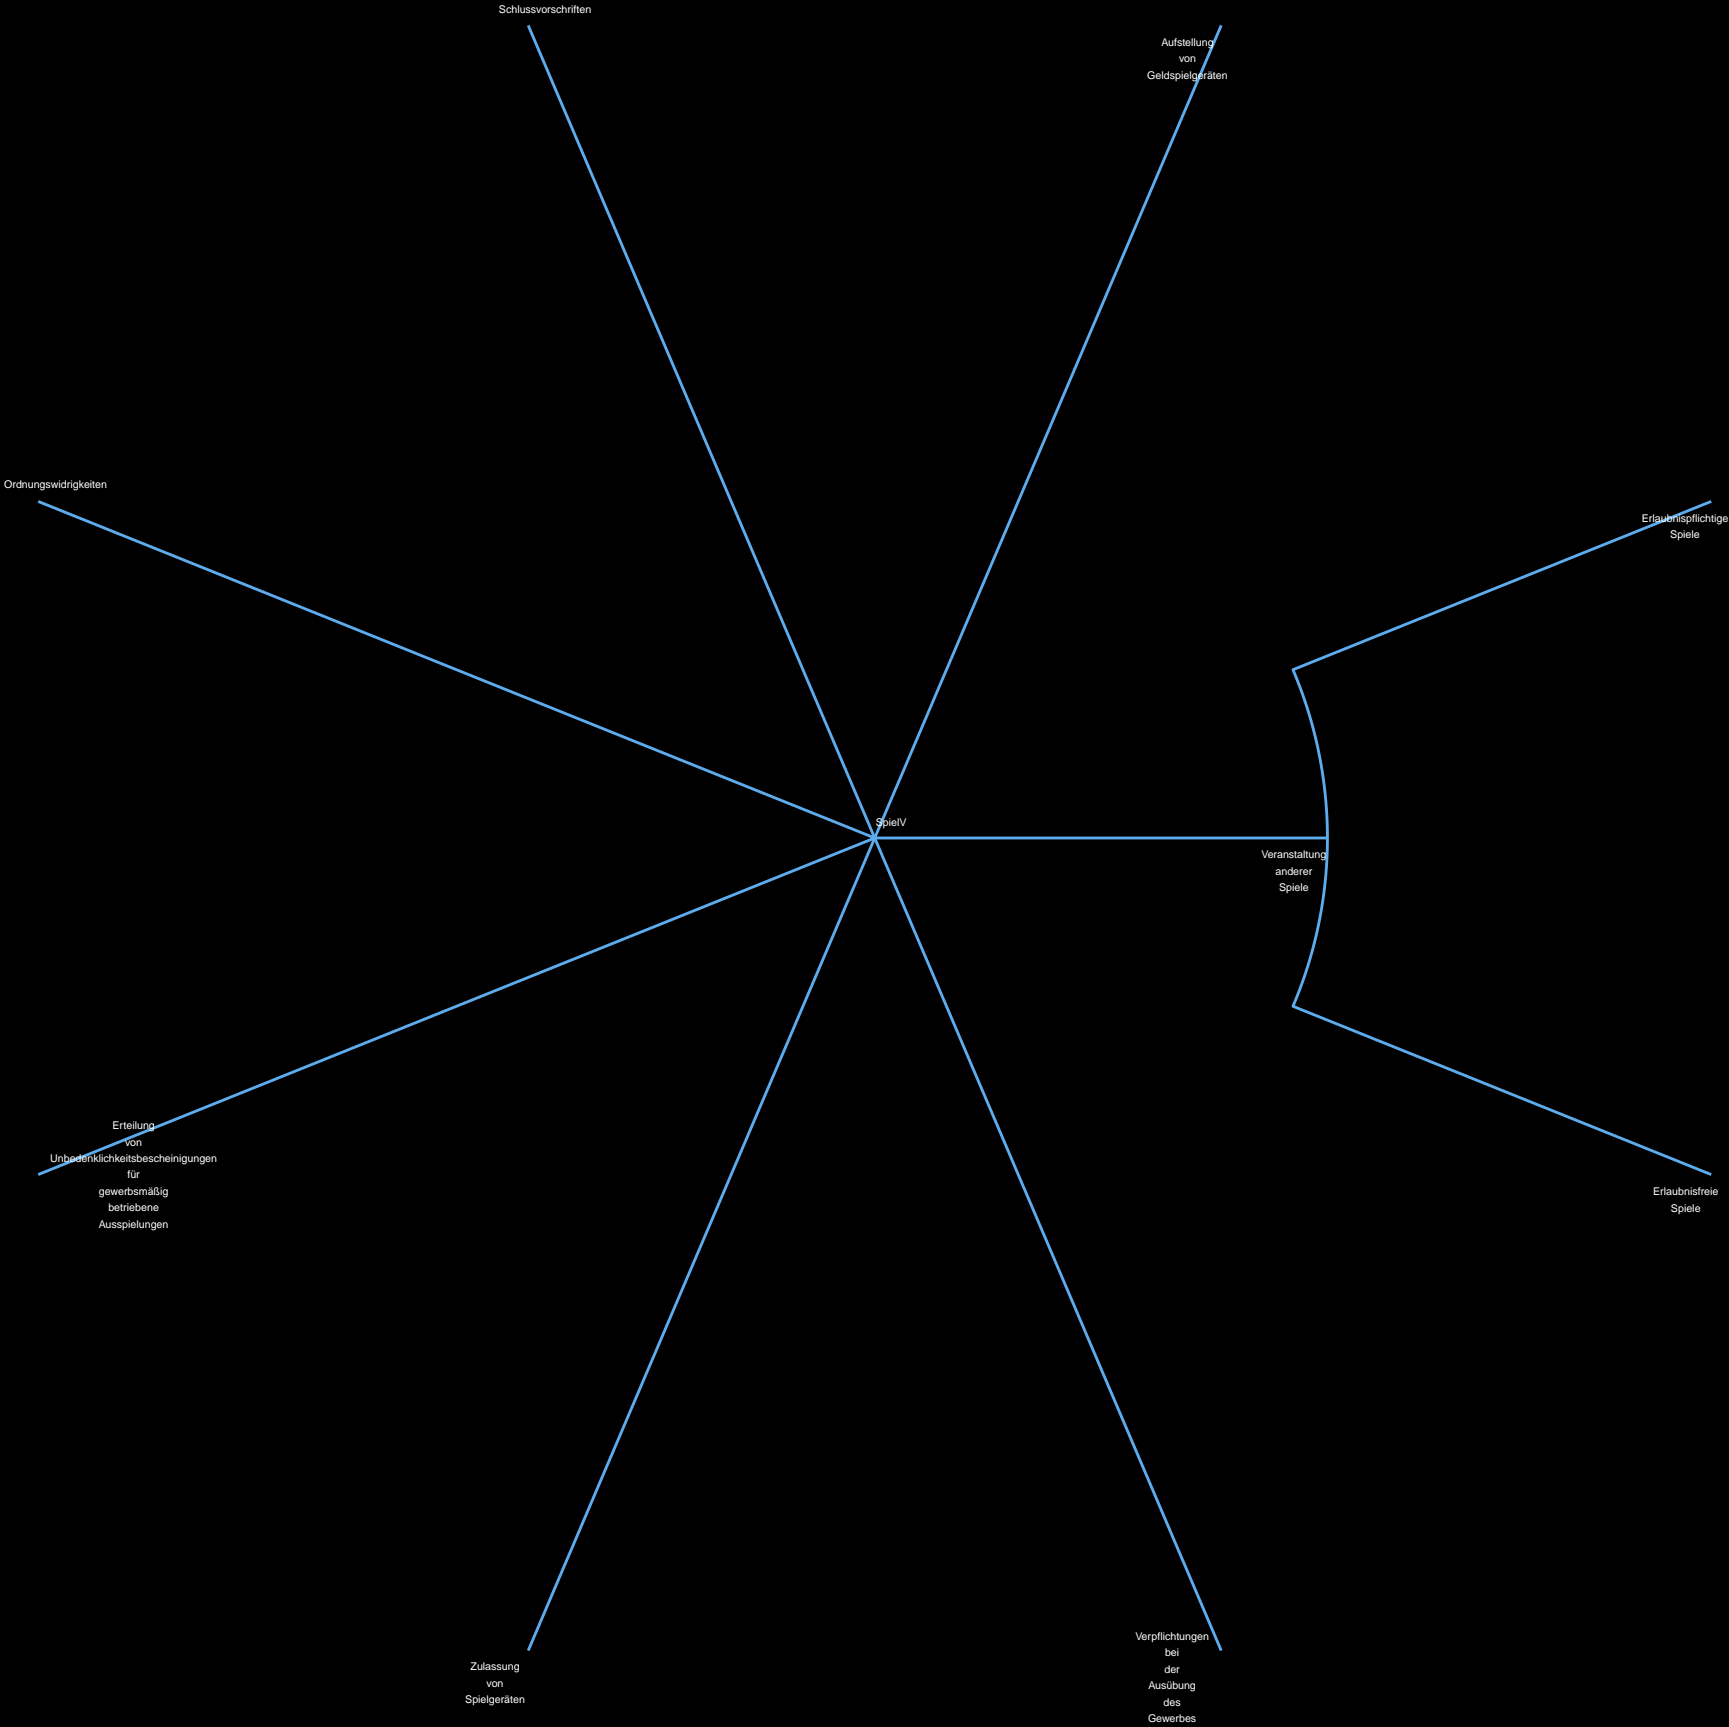 Schlussvorschriften
Aufstellung
von
Geldspielgeräten
Ordnungswidrigkeiten
Erlaubnispflichtige
Spiele
SpielV
Veranstaltung
anderer
Spiele
Erteilung
von
Unbedenklichkeitsbescheinigungen
für
gewerbsmäßig
betriebene
Ausspielungen
Erlaubnisfreie
Spiele
Zulassung
von
Spielgeräten
Verpflichtungen
bei
der
Ausübung
des
Gewerbes